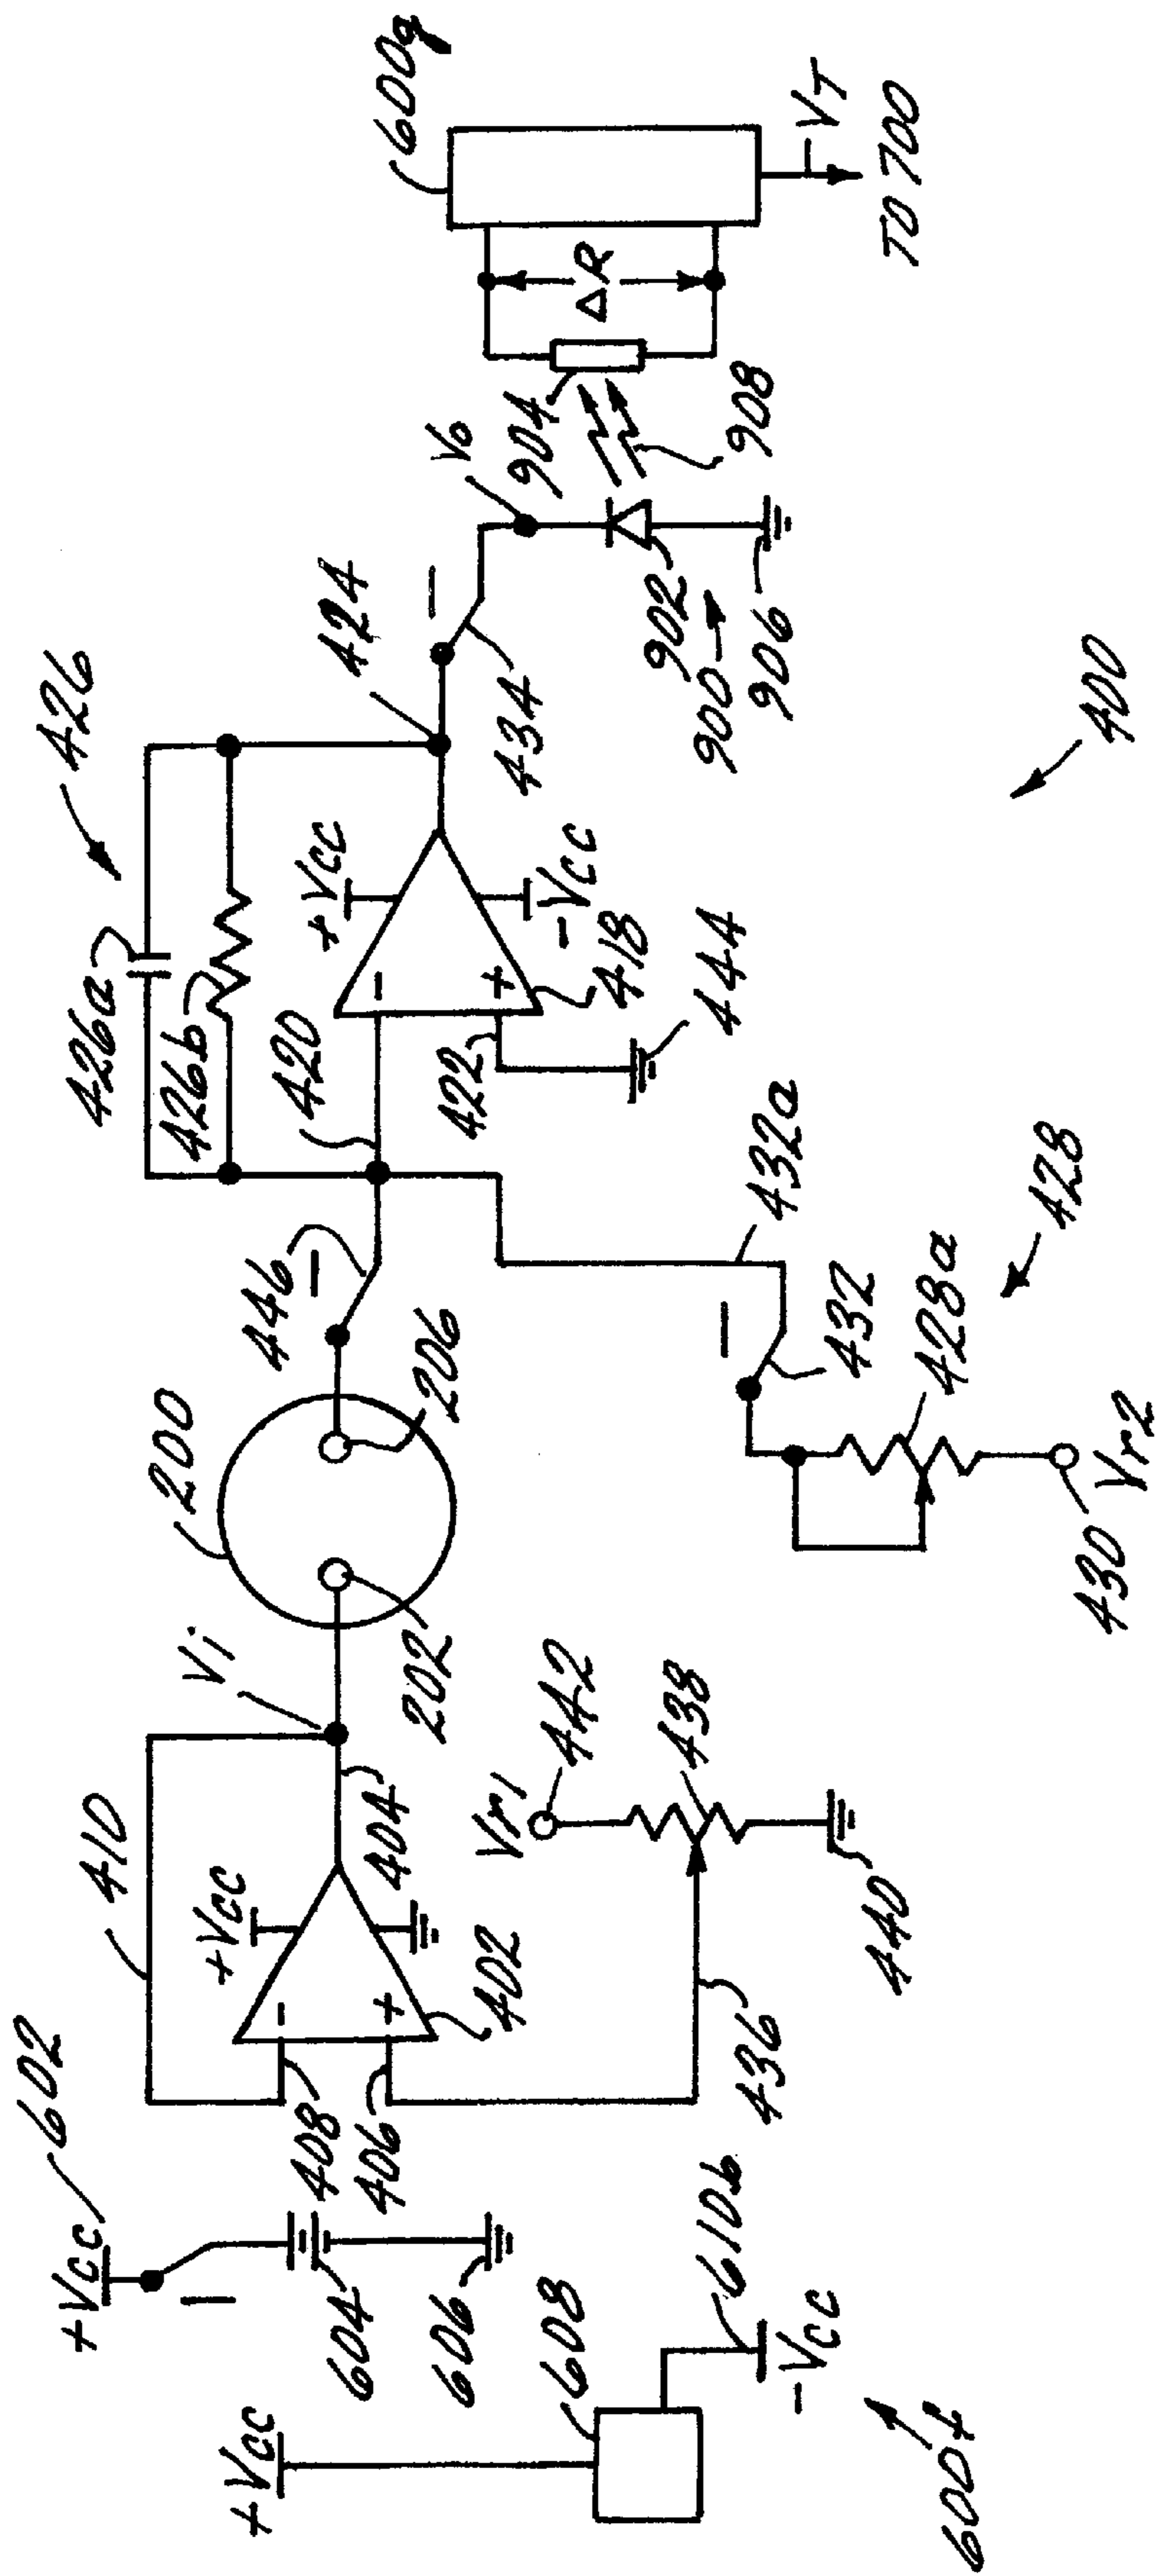 +Vcc
602
+Vcc
604
606
608
610b
-Vcc
600f
410
Vi
+Vcc
-
+
408
406
404
402
Vr1
442
438
436
440
200
202
206
446
426
426a
426b
420
422
-
+
+Vcc
-Vcc
418
444
424
434
432a
432
428a
428
430
Vr2
Vo
904
908
902
900
906
ΔR
600g
-VT
TO 700
400